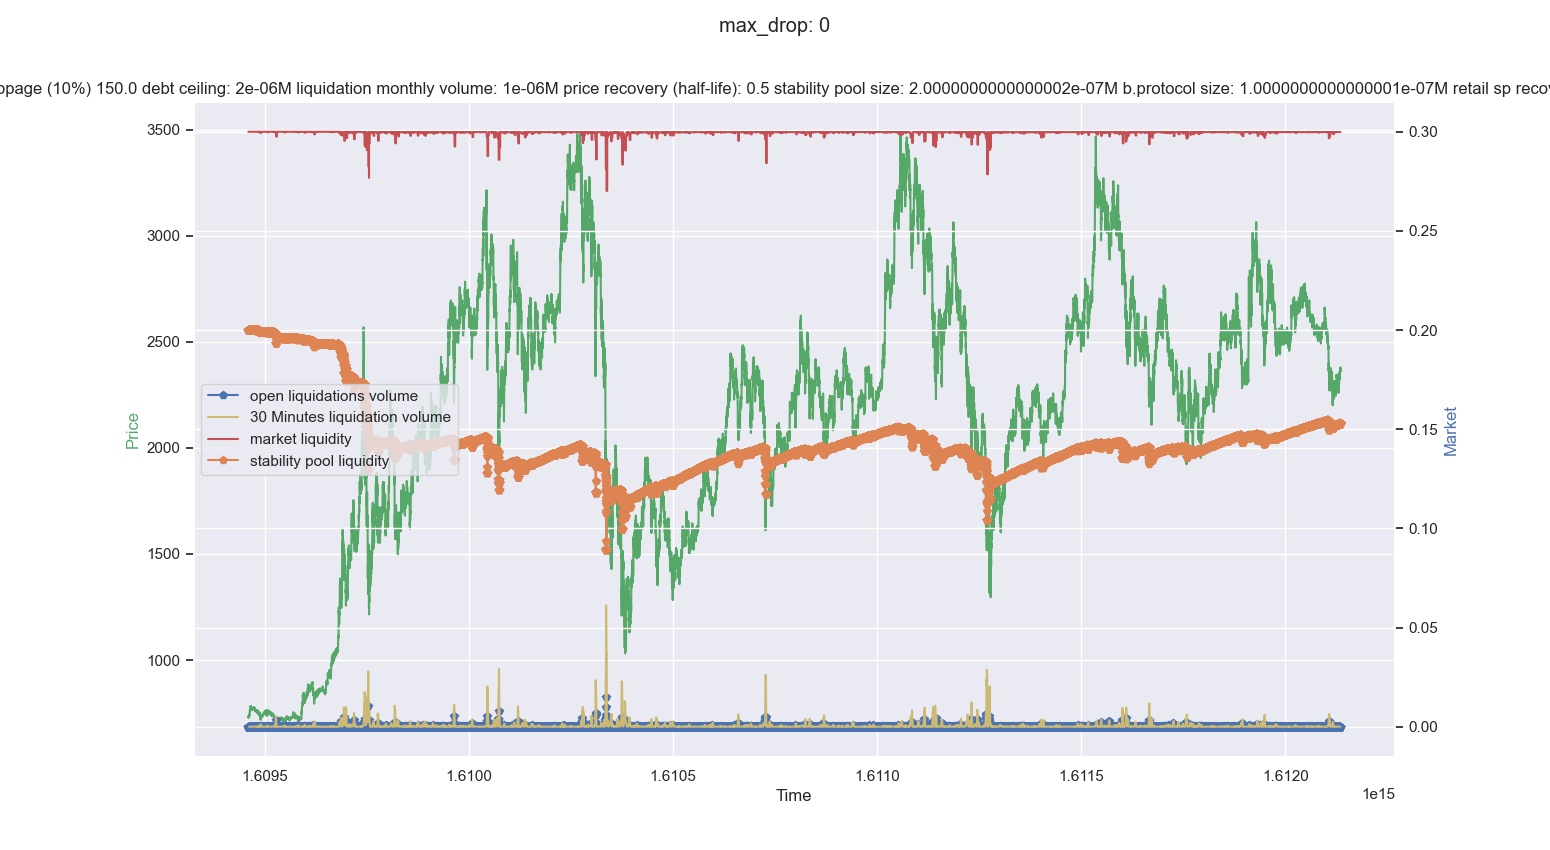 max_drop: 0
(10%) 150.0 debt ceiling: 2e-06M liquidation monthly volume: 1e-06M price recovery (half-life): 0.5 stability pool size: 2.0000000000000002e-07M b.protocol size: 1.0000000000000001e-07M retail sp
3500
3000
2500
2000
1500
1000
Price
open liquidations volume
30 Minutes liquidation volume
market liquidity
stability pool liquidity
0.30
0.25
0.20
0.15
0.10
0.05
0.00
Market
1.6095 1.6100 1.6105 1.6110 1.6115 1.6120
Time
1e15